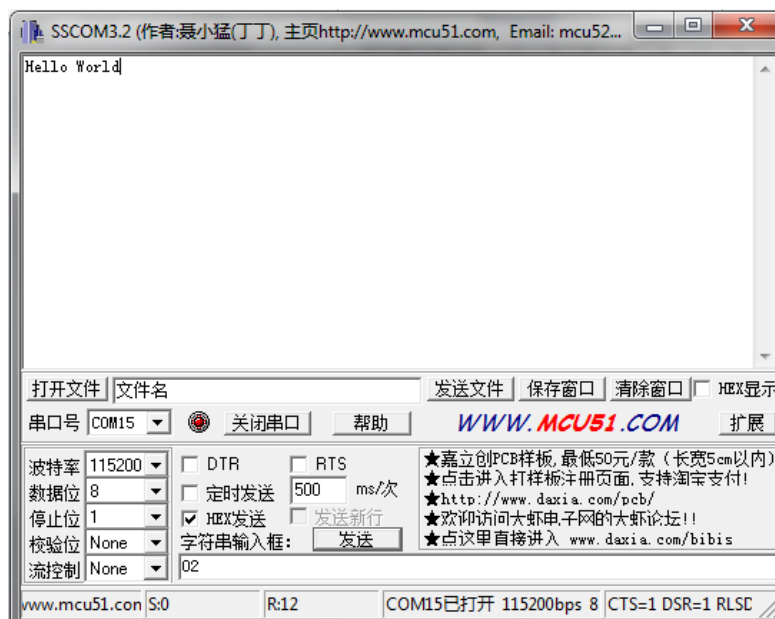 SSCOM3.2 (作者:聂小猛(丁丁), 主页http://www.mcu51.com, Email: mcu52...
Hello World
打开文件 文件名 发送文件 保存窗口 清除窗口 HEX显示
串口号 COM15 关闭串口 帮助 WWW.MCU51.COM 扩展
波特率 115200 DTR RTS
数据位 8 定时发送 500 ms/次
停止位 1 HEX发送 发送新行
校验位 None 字符串输入框: 发送
流控制 None 02
★嘉立创PCB样板,最低50元/款(长宽5cm以内)
★点击进入打样板注册页面,支持淘宝支付!
★http://www.daxia.com/pcb/
★欢迎访问大虾电子网的大虾论坛!!
★点这里直接进入 www.daxia.com/bibis
www.mcu51.con S:0 R:12 COM15已打开 115200bps 8 CTS=1 DSR=1 RLSD